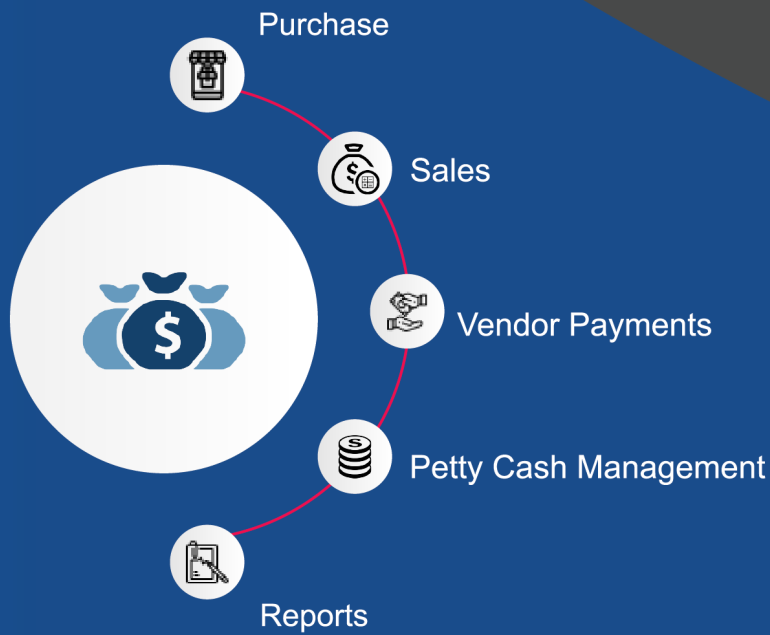 Purchase
Sales
Vendor Payments
Petty Cash Management
Reports